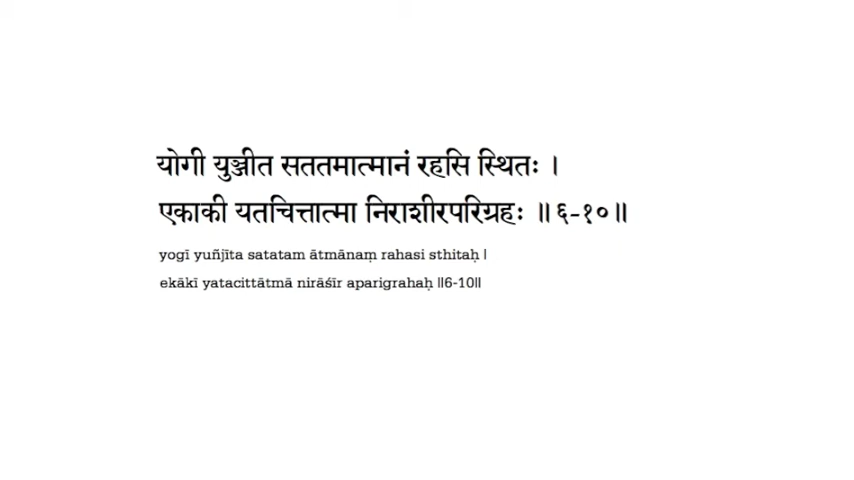 योगी युञ्जीत सततमात्मानं रहसि स्थितः ।
एकाकी यतचित्तात्मा निराशीरपरिग्रहः ॥ ६-१० ॥
yogī yuñjīta satatam ātmānaṃ rahasi sthitaḥ |
ekākī yatacittātmā nirāśīr aparigrahaḥ ||6-10||